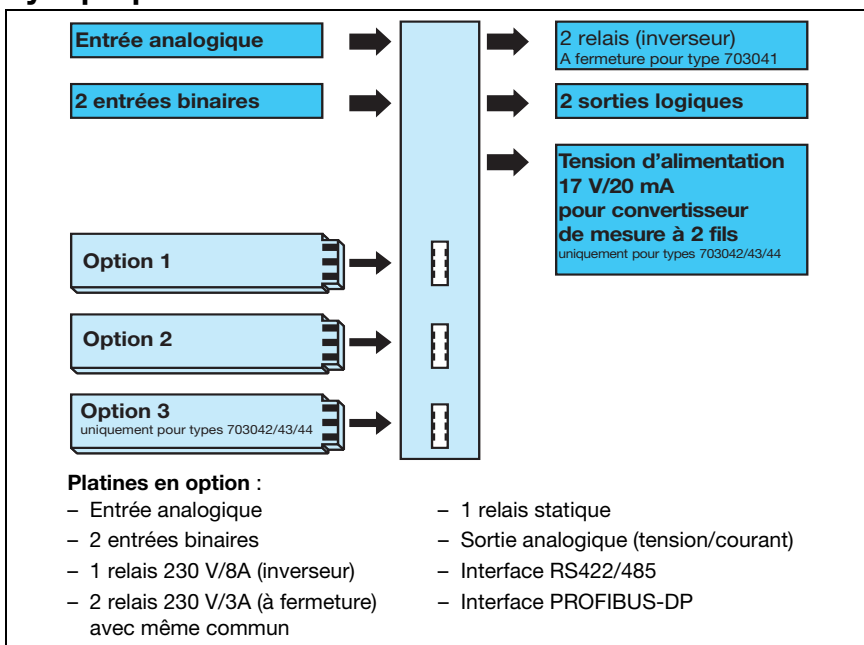 Entrée analogique
2 entrées binaires
2 relais (inverseur)
A fermeture pour type 703041
2 sorties logiques
Tension d'alimentation
17 V/20 mA
pour convertisseur
de mesure à 2 fils
uniquement pour types 703042/43/44
Option 1
Option 2
Option 3
uniquement pour types 703042/43/44
Platines en option :
– Entrée analogique
– 2 entrées binaires
– 1 relais 230 V/8A (inverseur)
– 2 relais 230 V/3A (à fermeture)
avec même commun
– 1 relais statique
– Sortie analogique (tension/courant)
– Interface RS422/485
– Interface PROFIBUS-DP